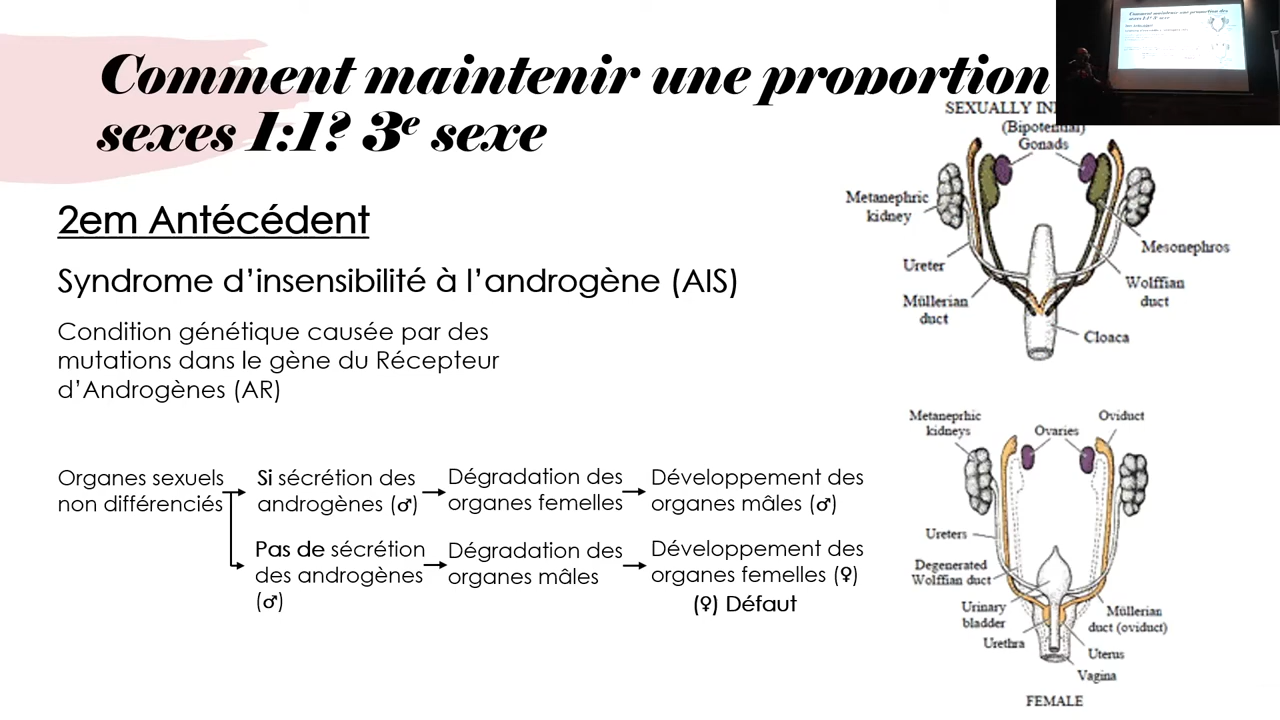 Comment maintenir une proportion
sexes 1:1? 3e sexe
2em Antécédent
Syndrome d'insensibilité à l'androgène (AIS)
Condition génétique causée par des
mutations dans le gène du Récepteur
d'Androgènes (AR)
Organes sexuels
non différenciés
Si sécrétion des
androgènes (♂)
Dégradation des
organes femelles
Développement des
organes mâles (♂)
Pas de sécrétion
des androgènes
(♂)
Dégradation des
organes mâles
Développement des
organes femelles (♀)
(♀) Défaut
SEXUALLY
(Bipotential)
Gonads
Metanephric
kidney
Mesonephros
Ureter
Wolffian
duct
Müllerian
duct
Cloaca
Metaneprhic
kidneys
Oviduct
Ovaries
Ureters
Degenerated
Wolffian duct
Urinary
bladder
Urethra
Müllerian
duct (oviduct)
Uterus
Vagina
FEMALE